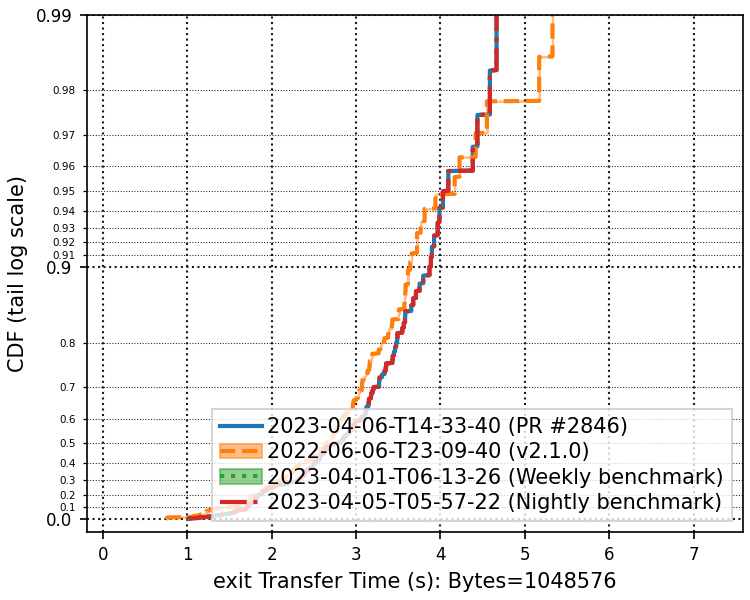 CDF (tail log scale)
0.99
0.98
0.97
0.96
0.95
0.94
0.93
0.92
0.91
0.9
0.8
0.7
0.6
0.5
0.4
0.3
0.2
0.1
0.0
2023-04-06-T14-33-40 (PR #2846)
2022-06-06-T23-09-40 (v2.1.0)
2023-04-01-T06-13-26 (Weekly benchmark)
2023-04-05-T05-57-22 (Nightly benchmark)
0 1 2 3 4 5 6 7
exit Transfer Time (s): Bytes=1048576